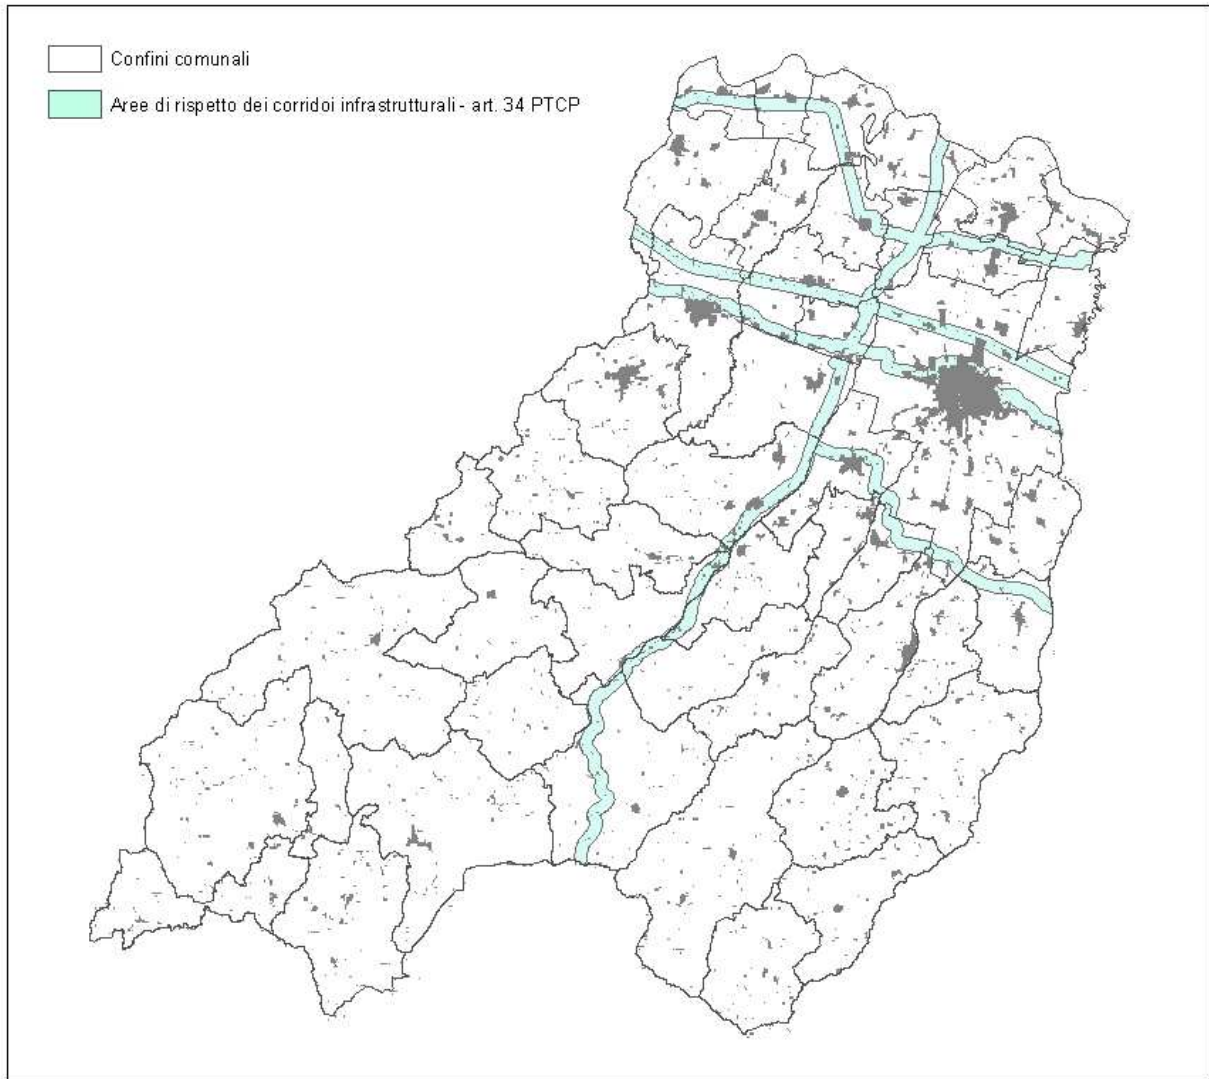 Confini comunali
Aree di rispetto dei corridoi infrastrutturali - art. 34 PTCP